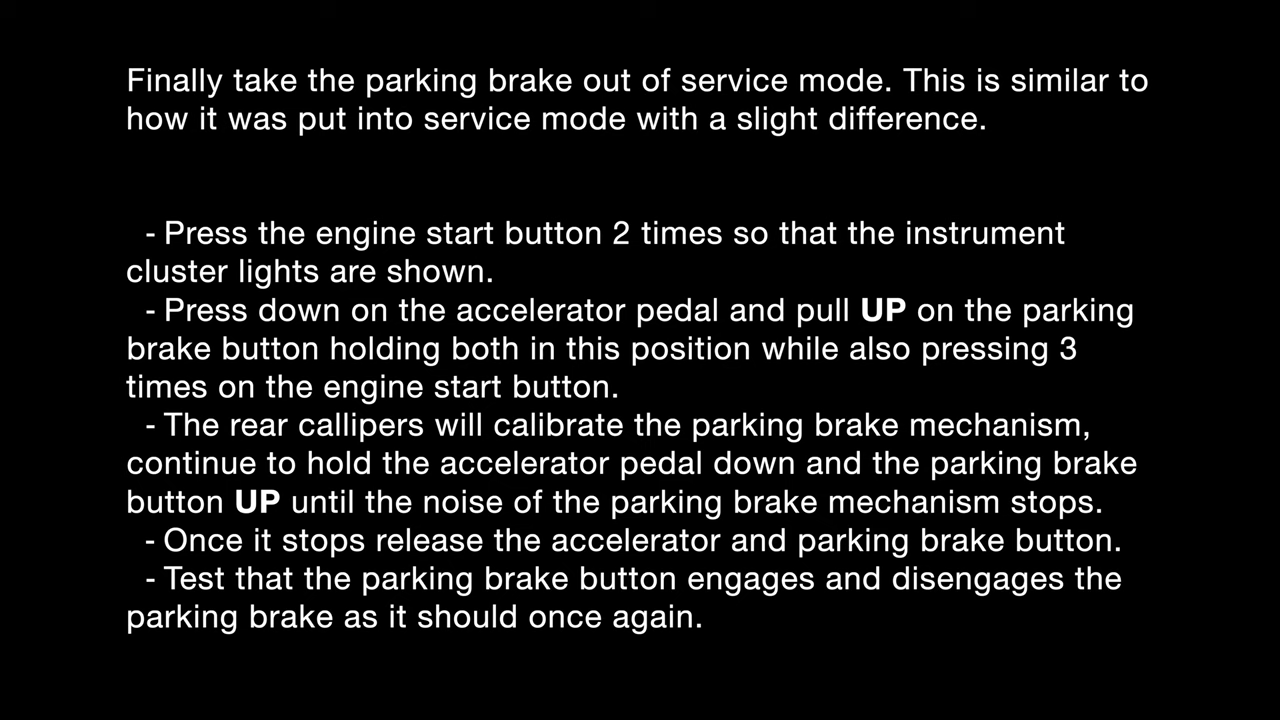 Finally take the parking brake out of service mode. This is similar to
how it was put into service mode with a slight difference.
- Press the engine start button 2 times so that the instrument
cluster lights are shown.
- Press down on the accelerator pedal and pull UP on the parking
brake button holding both in this position while also pressing 3
times on the engine start button.
- The rear callipers will calibrate the parking brake mechanism,
continue to hold the accelerator pedal down and the parking brake
button UP until the noise of the parking brake mechanism stops.
- Once it stops release the accelerator and parking brake button.
- Test that the parking brake button engages and disengages the
parking brake as it should once again.